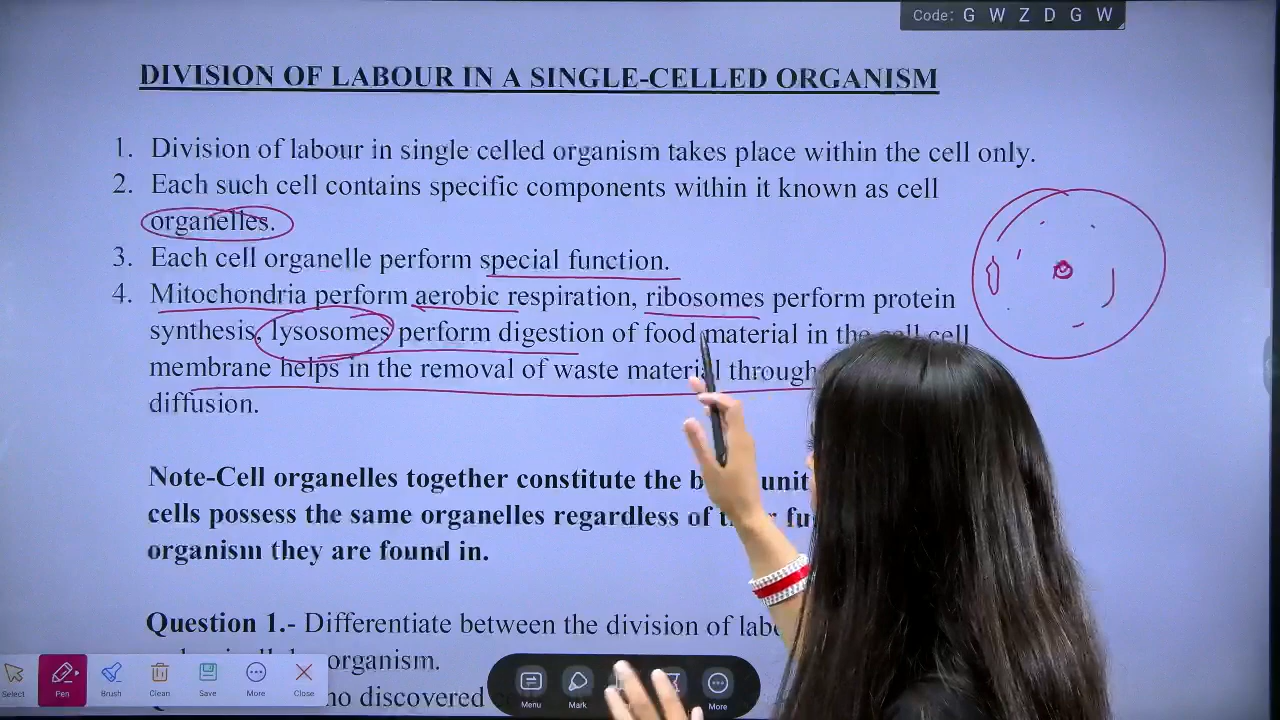 Code: G W Z D G W
DIVISION OF LABOUR IN A SINGLE-CELLED ORGANISM
1. Division of labour in single celled organism takes place within the cell only.
2. Each such cell contains specific components within it known as cell
organelles.
3. Each cell organelle perform special function.
4. Mitochondria perform aerobic respiration, ribosomes perform protein
synthesis, lysosomes perform digestion of food material in the cell cell
membrane helps in the removal of waste material through
diffusion.
Note-Cell organelles together constitute the unit
cells possess the same organelles regardless of
organism they are found in.
Question 1.- Differentiate between the division of
organism.
discovered
Select Pen Brush Clean Save More Close
Menu Mark More